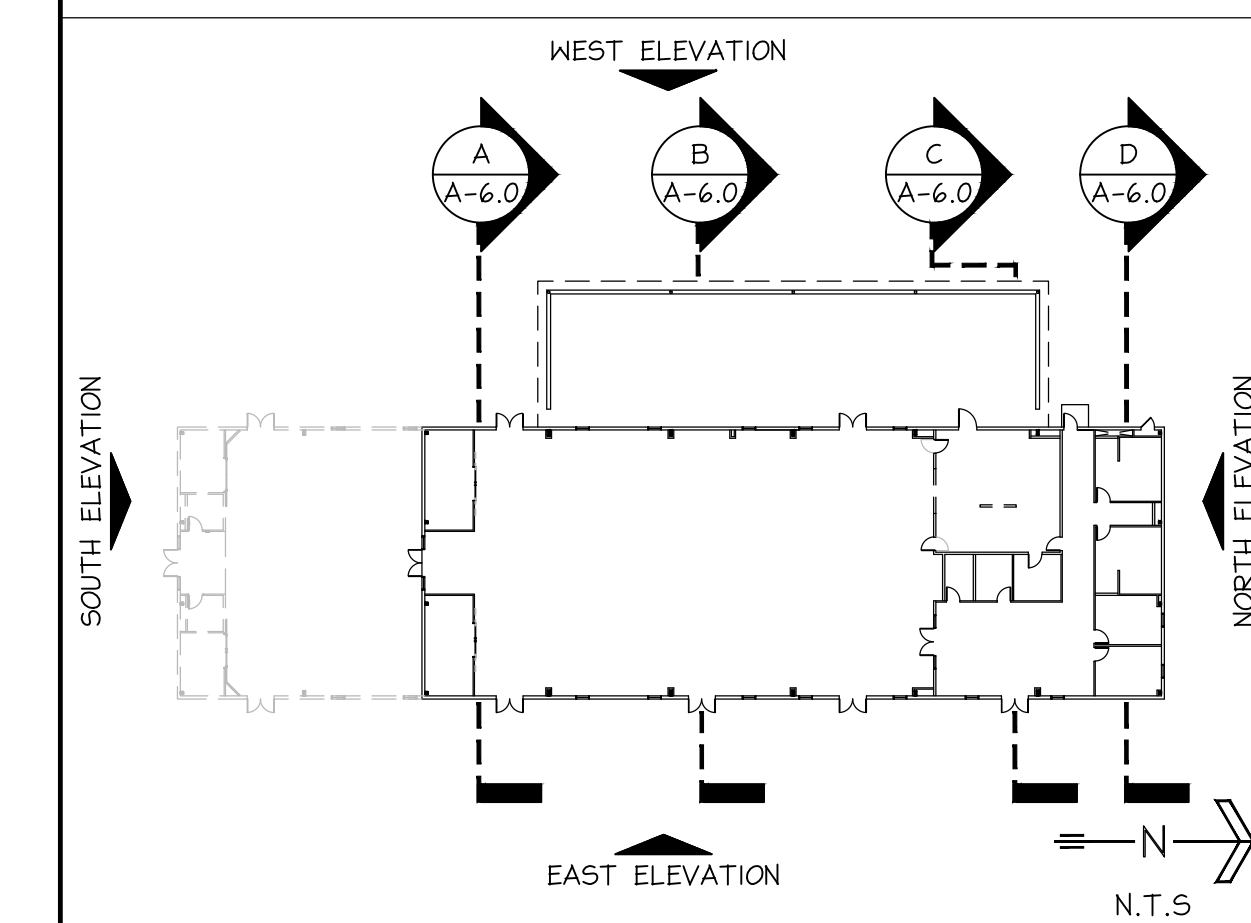 WEST ELEVATION
A
A-6.0
B
A-6.0
C
A-6.0
D
A-6.0
SOUTH ELEVATION
NORTH ELEVATION
EAST ELEVATION
N
N.T.S